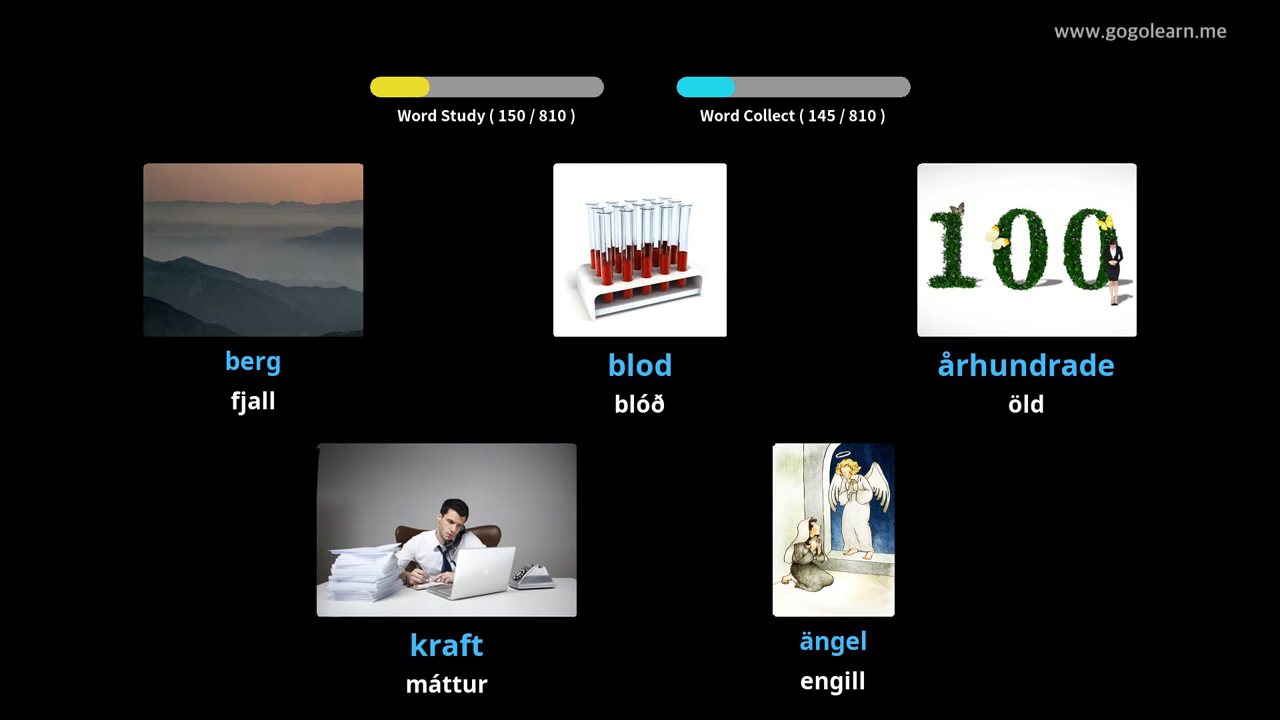 www.gogolearn.me
Word Study ( 150 / 810 )
Word Collect ( 145 / 810 )
100
berg
fjall
blod
blóð
århundrade
öld
kraft
máttur
ängel
engill